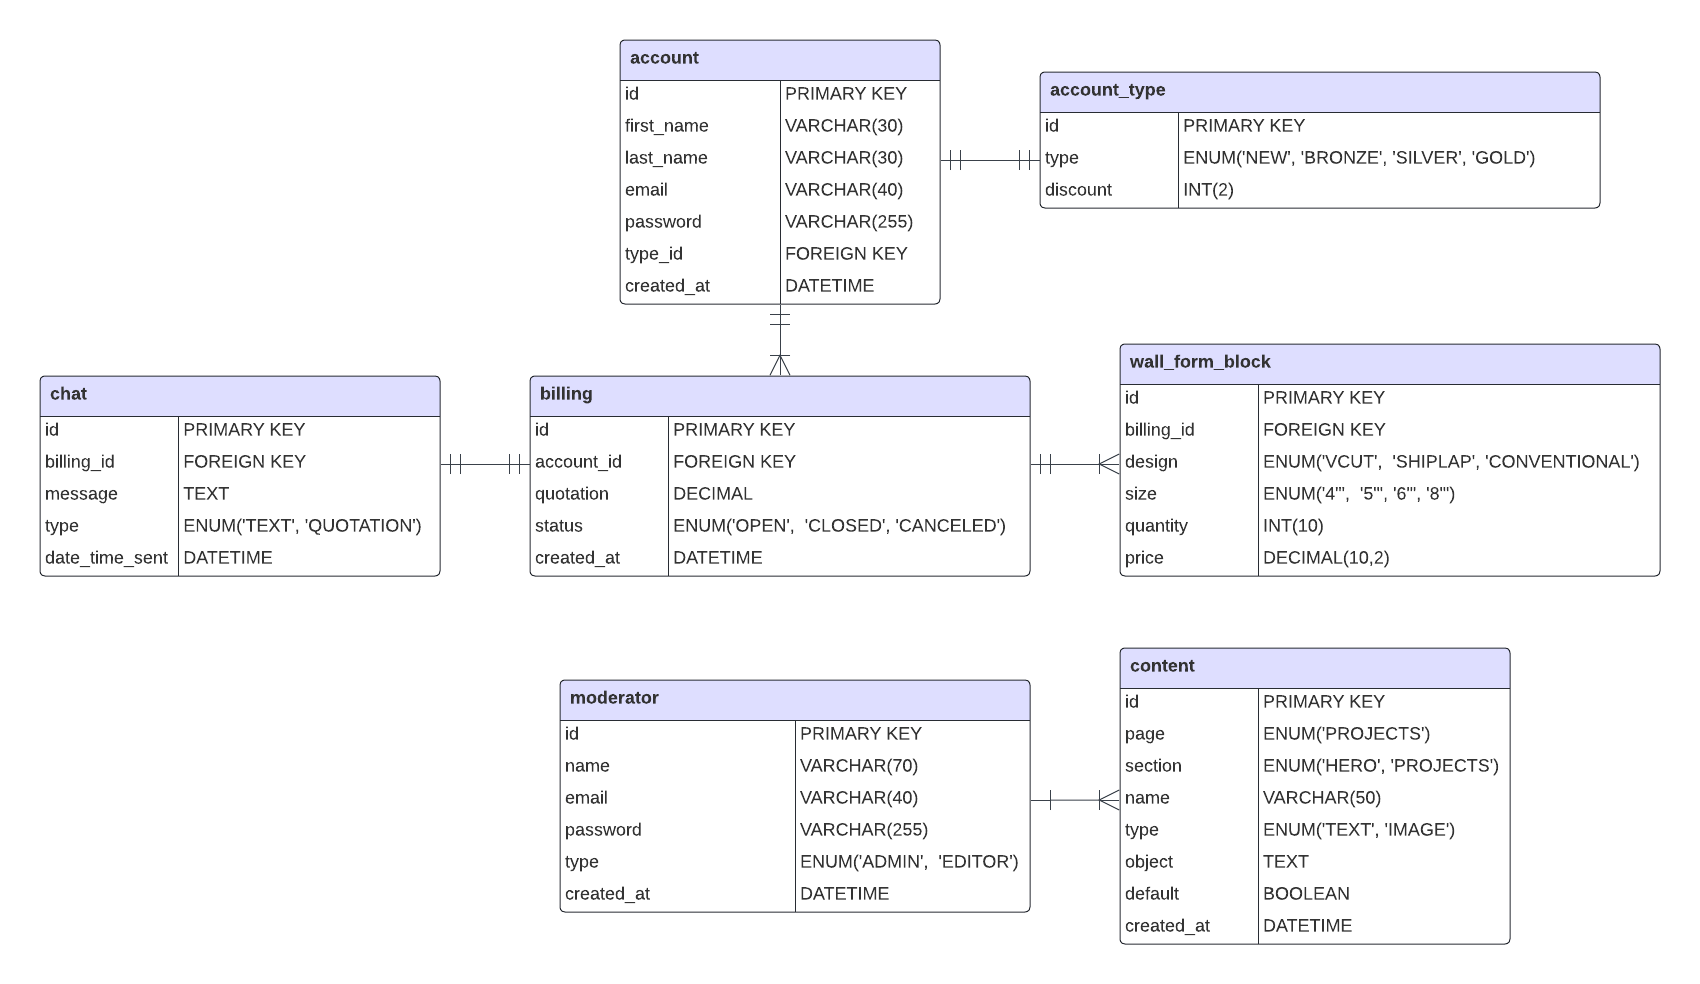 account
id PRIMARY KEY
first_name VARCHAR(30)
last_name VARCHAR(30)
email VARCHAR(40)
password VARCHAR(255)
type_id FOREIGN KEY
created_at DATETIME
account_type
id PRIMARY KEY
type ENUM('NEW', 'BRONZE', 'SILVER', 'GOLD')
discount INT(2)
chat
id PRIMARY KEY
billing_id FOREIGN KEY
message TEXT
type ENUM('TEXT', 'QUOTATION')
date_time_sent DATETIME
billing
id PRIMARY KEY
account_id FOREIGN KEY
quotation DECIMAL
status ENUM('OPEN', 'CLOSED', 'CANCELED')
created_at DATETIME
wall_form_block
id PRIMARY KEY
billing_id FOREIGN KEY
design ENUM('VCUT', 'SHIPLAP', 'CONVENTIONAL')
size ENUM('4"', '5"', '6"', '8"')
quantity INT(10)
price DECIMAL(10,2)
moderator
id PRIMARY KEY
name VARCHAR(70)
email VARCHAR(40)
password VARCHAR(255)
type ENUM('ADMIN', 'EDITOR')
created_at DATETIME
content
id PRIMARY KEY
page ENUM('PROJECTS')
section ENUM('HERO', 'PROJECTS')
name VARCHAR(50)
type ENUM('TEXT', 'IMAGE')
object TEXT
default BOOLEAN
created_at DATETIME